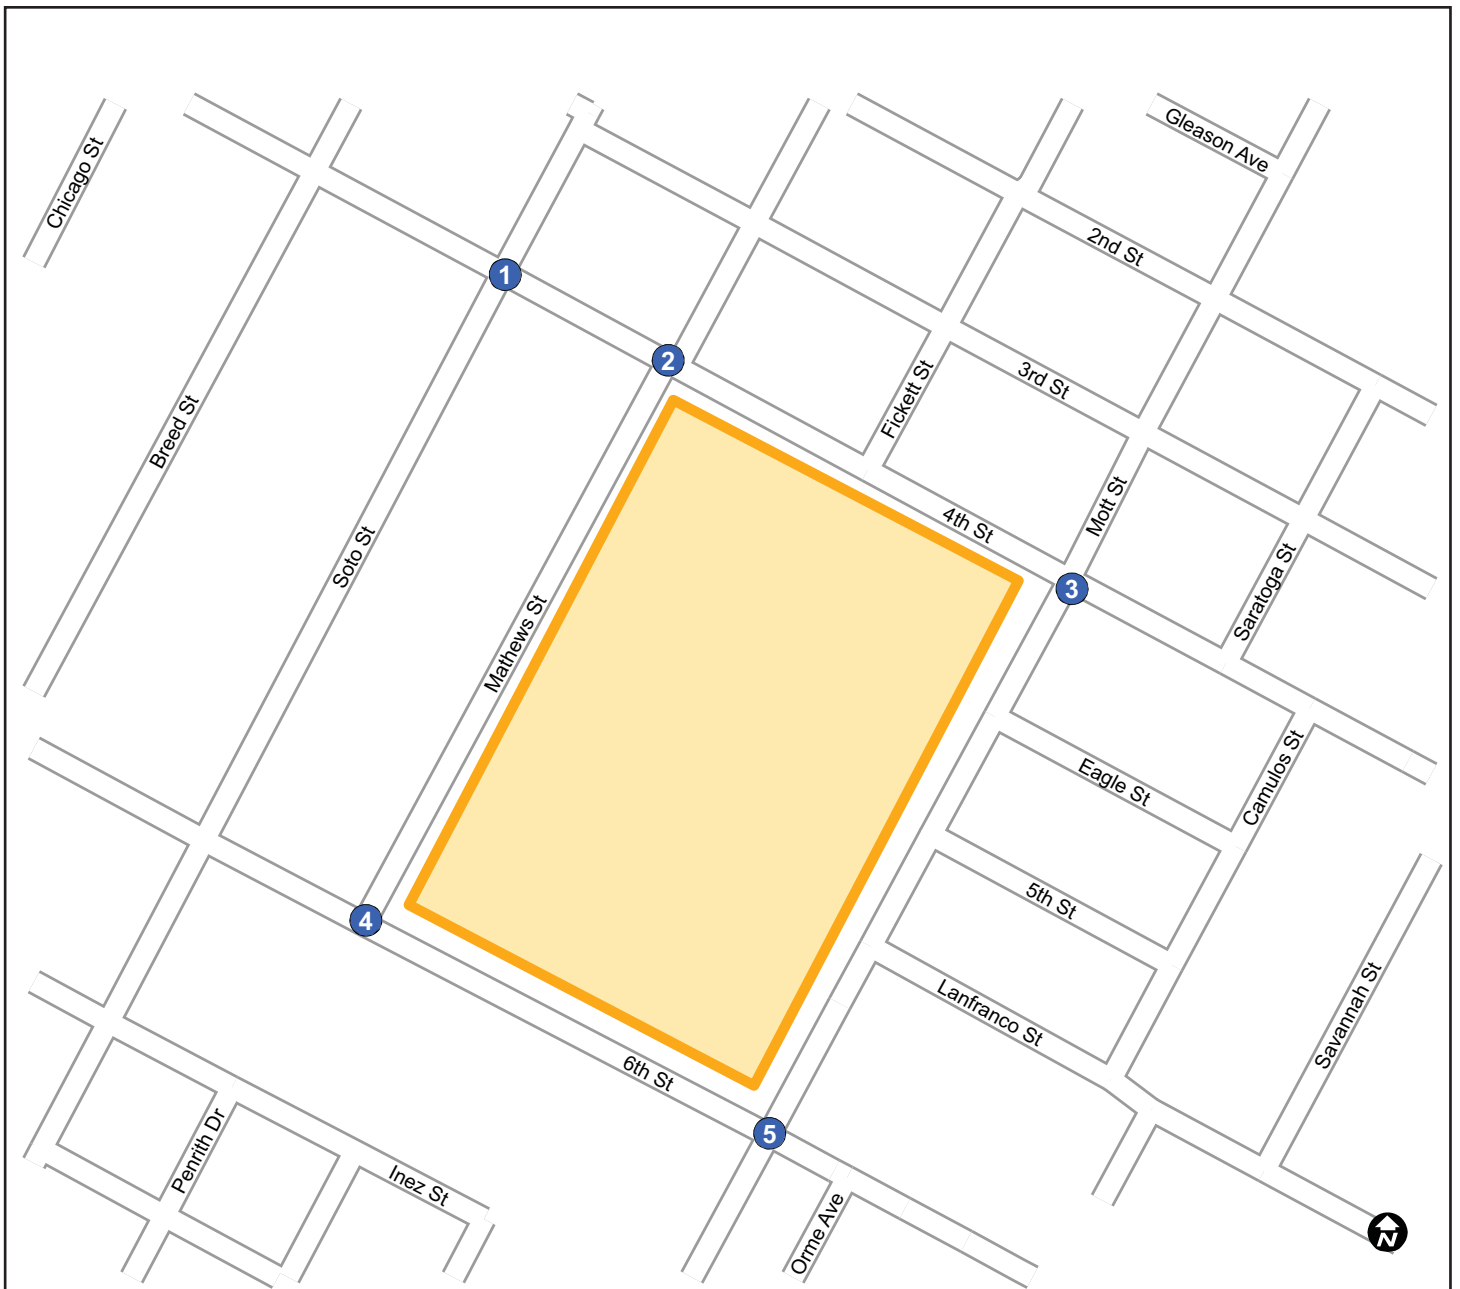 Gleason Ave
Chicago St
2nd St
1
2
3rd St
Fickett St
Breed St
Mott St
4th St
Soto St
3
Saratoga St
Mathews St
Camulos St
Eagle St
5th St
4
Lanfranco St
Savannah St
6th St
5
Penrith Dr
Inez St
Orme Ave
N